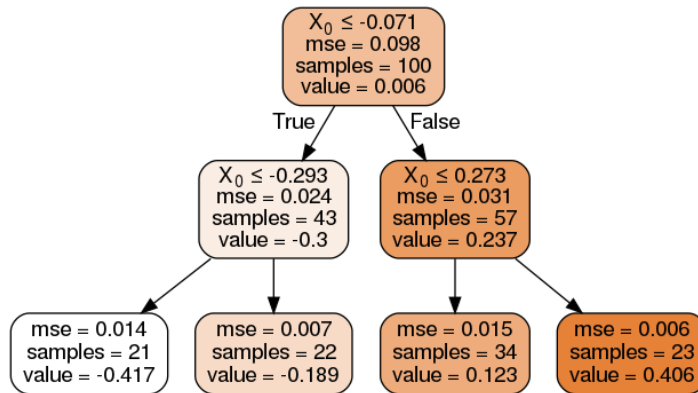 X₀ ≤ -0.071
mse = 0.098
samples = 100
value = 0.006
True
False
X₀ ≤ -0.293
mse = 0.024
samples = 43
value = -0.3
X₀ ≤ 0.273
mse = 0.031
samples = 57
value = 0.237
mse = 0.014
samples = 21
value = -0.417
mse = 0.007
samples = 22
value = -0.189
mse = 0.015
samples = 34
value = 0.123
mse = 0.006
samples = 23
value = 0.406